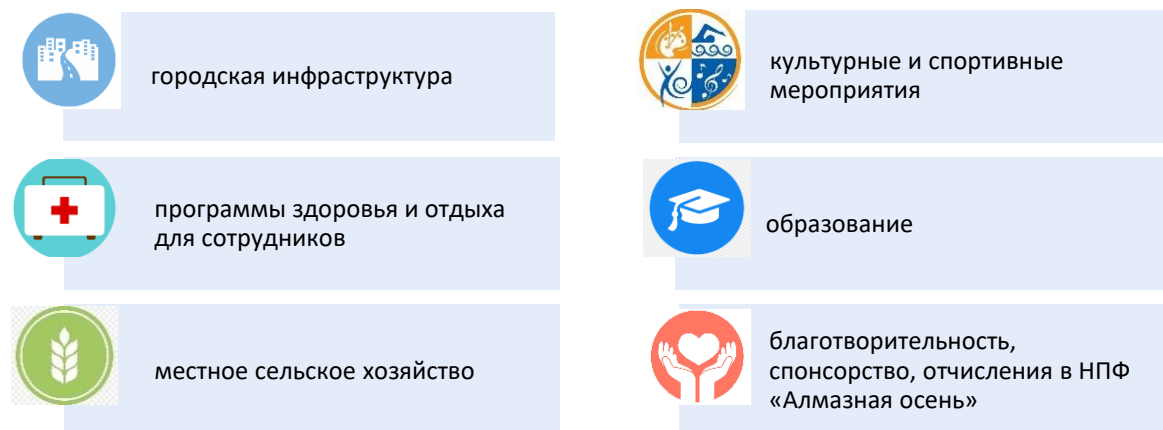 городская инфраструктура
культурные и спортивные
мероприятия
программы здоровья и отдыха
для сотрудников
образование
местное сельское хозяйство
благотворительность,
спонсорство, отчисления в НПФ
«Алмазная осень»